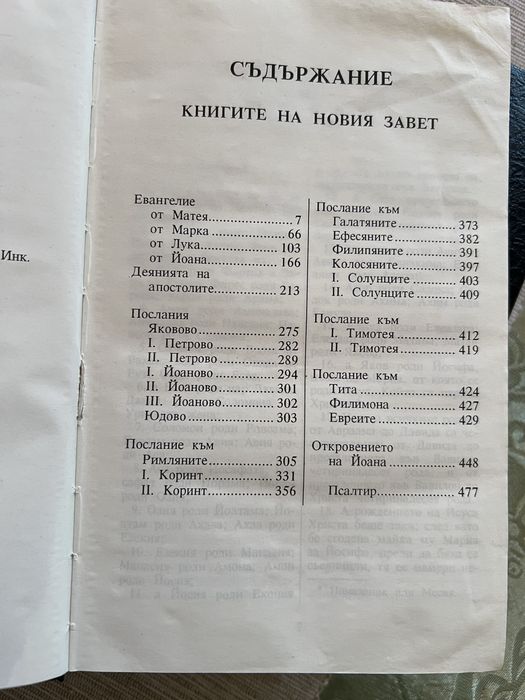 Инк.
СЪДЪРЖАНИЕ
КНИГИТЕ НА НОВИЯ ЗАВЕТ
Евангелие
от Матея..................7
от Марка................66
от Лука................103
от Йоана..............166
Деянията на
апостолите...........213
Послания
Яковово................275
I. Петрово.............282
II. Петрово............289
I. Йоаново.............294
II. Йоаново............301
III. Йоаново...........302
Юдово..................303
Послание към
Римляните.............305
I. Коринт...............331
II. Коринт..............356
Послание към
Галатяните.............373
Ефесяните..............382
Филипяните............391
Колосяните.............397
I. Солунците...........403
II. Солунците..........409
Послание към
I. Тимотея..............412
II. Тимотея.............419
Послание към
Тита.....................424
Филимона..............427
Евреите.................429
Откровението
на Йоана...............448
Псалтир................477